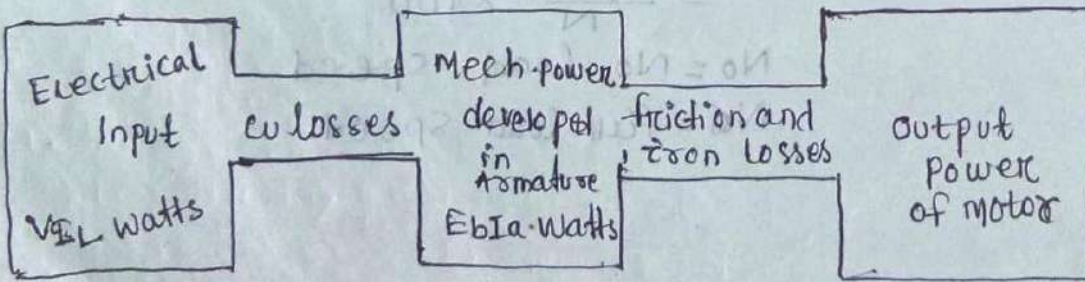 Electrical
Input
VIL Watts
cu losses
Mech. power
developed
in
Armature
EbIa. Watts
friction and
iron losses
output
Power
of motor